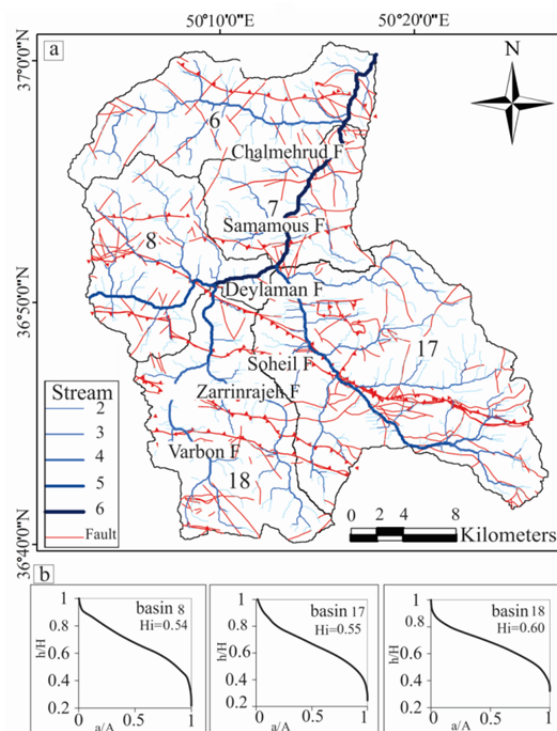 50°10'0"E
50°20'0"E
37°0'0"N
a
N
6
Chalmehrud F
7
Samamous F
8
Deylaman F
36°50'0"N
17
Soheil F
Stream
2
3
4
5
6
Fault
Zarrinrajeh F
Varbon F
18
0 2 4 8
Kilometers
36°40'0"N
b
basin 8
Hi=0.54
h/H
1
0.8
0.6
0.4
0.2
0 0.5 1
a/A
basin 17
Hi=0.55
h/H
1
0.8
0.6
0.4
0.2
0 0.5 1
a/A
basin 18
Hi=0.60
h/H
1
0.8
0.6
0.4
0.2
0 0.5 1
a/A